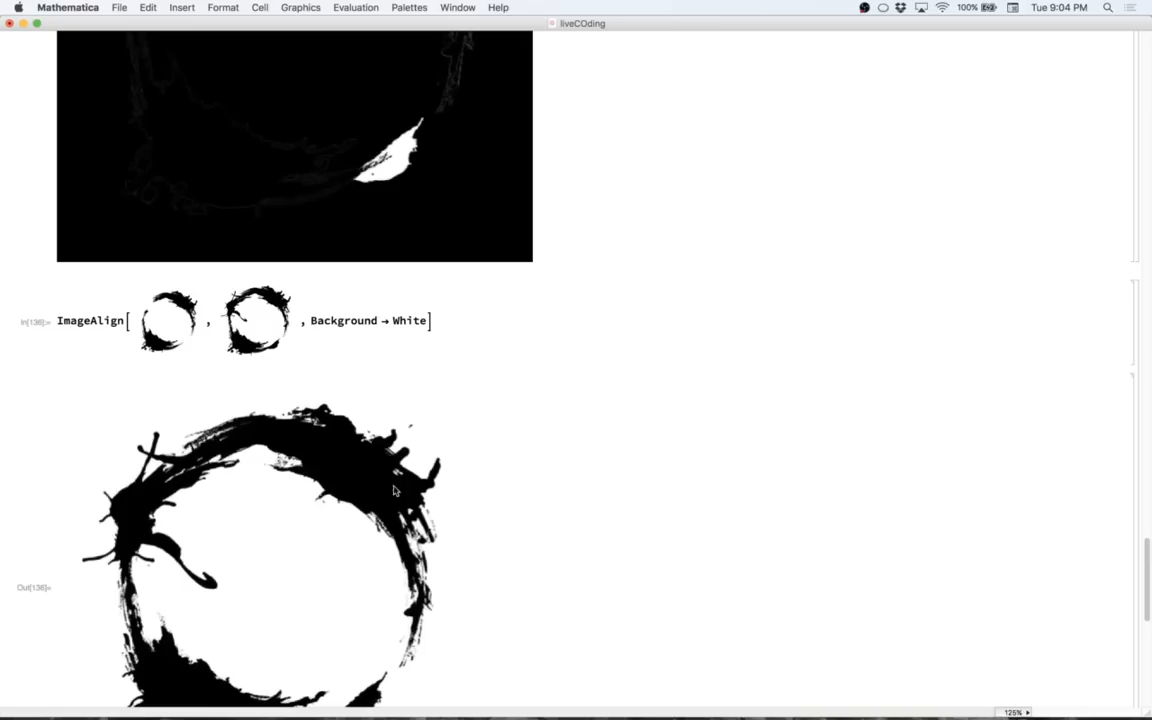 Mathematica File Edit Insert Format Cell Graphics Evaluation Palettes Window Help 100% Tue 9:04 PM
liveCOding
In[136]:= ImageAlign[ , , Background → White]
Out[136]=
125%